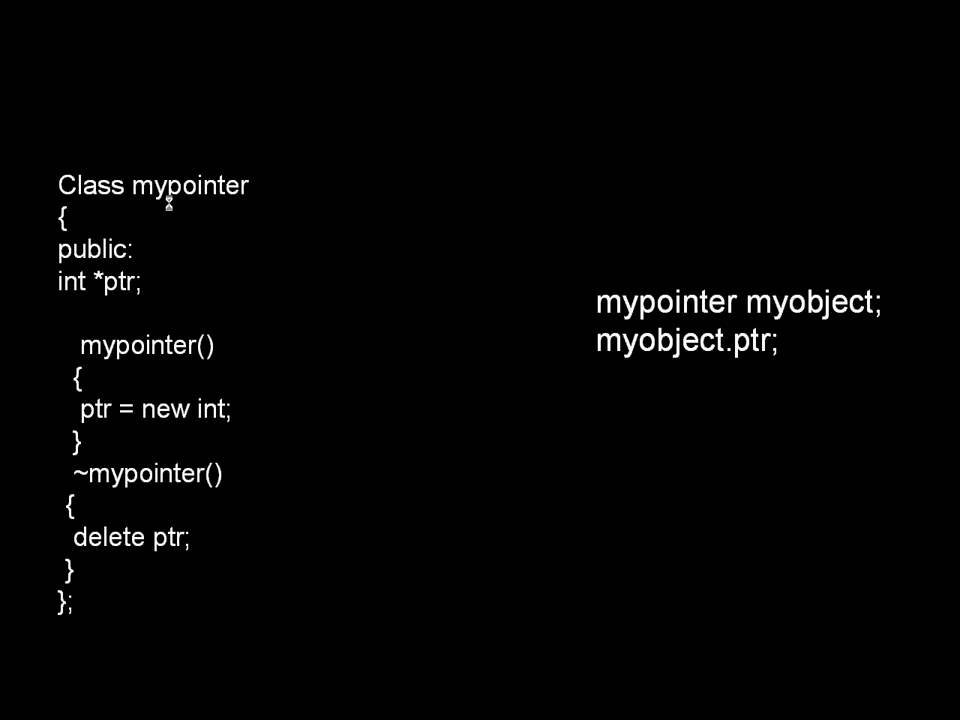 Class mypointer
{
public:
int *ptr;
mypointer()
{
ptr = new int;
}
~mypointer()
{
delete ptr;
}
};
mypointer myobject;
myobject.ptr;